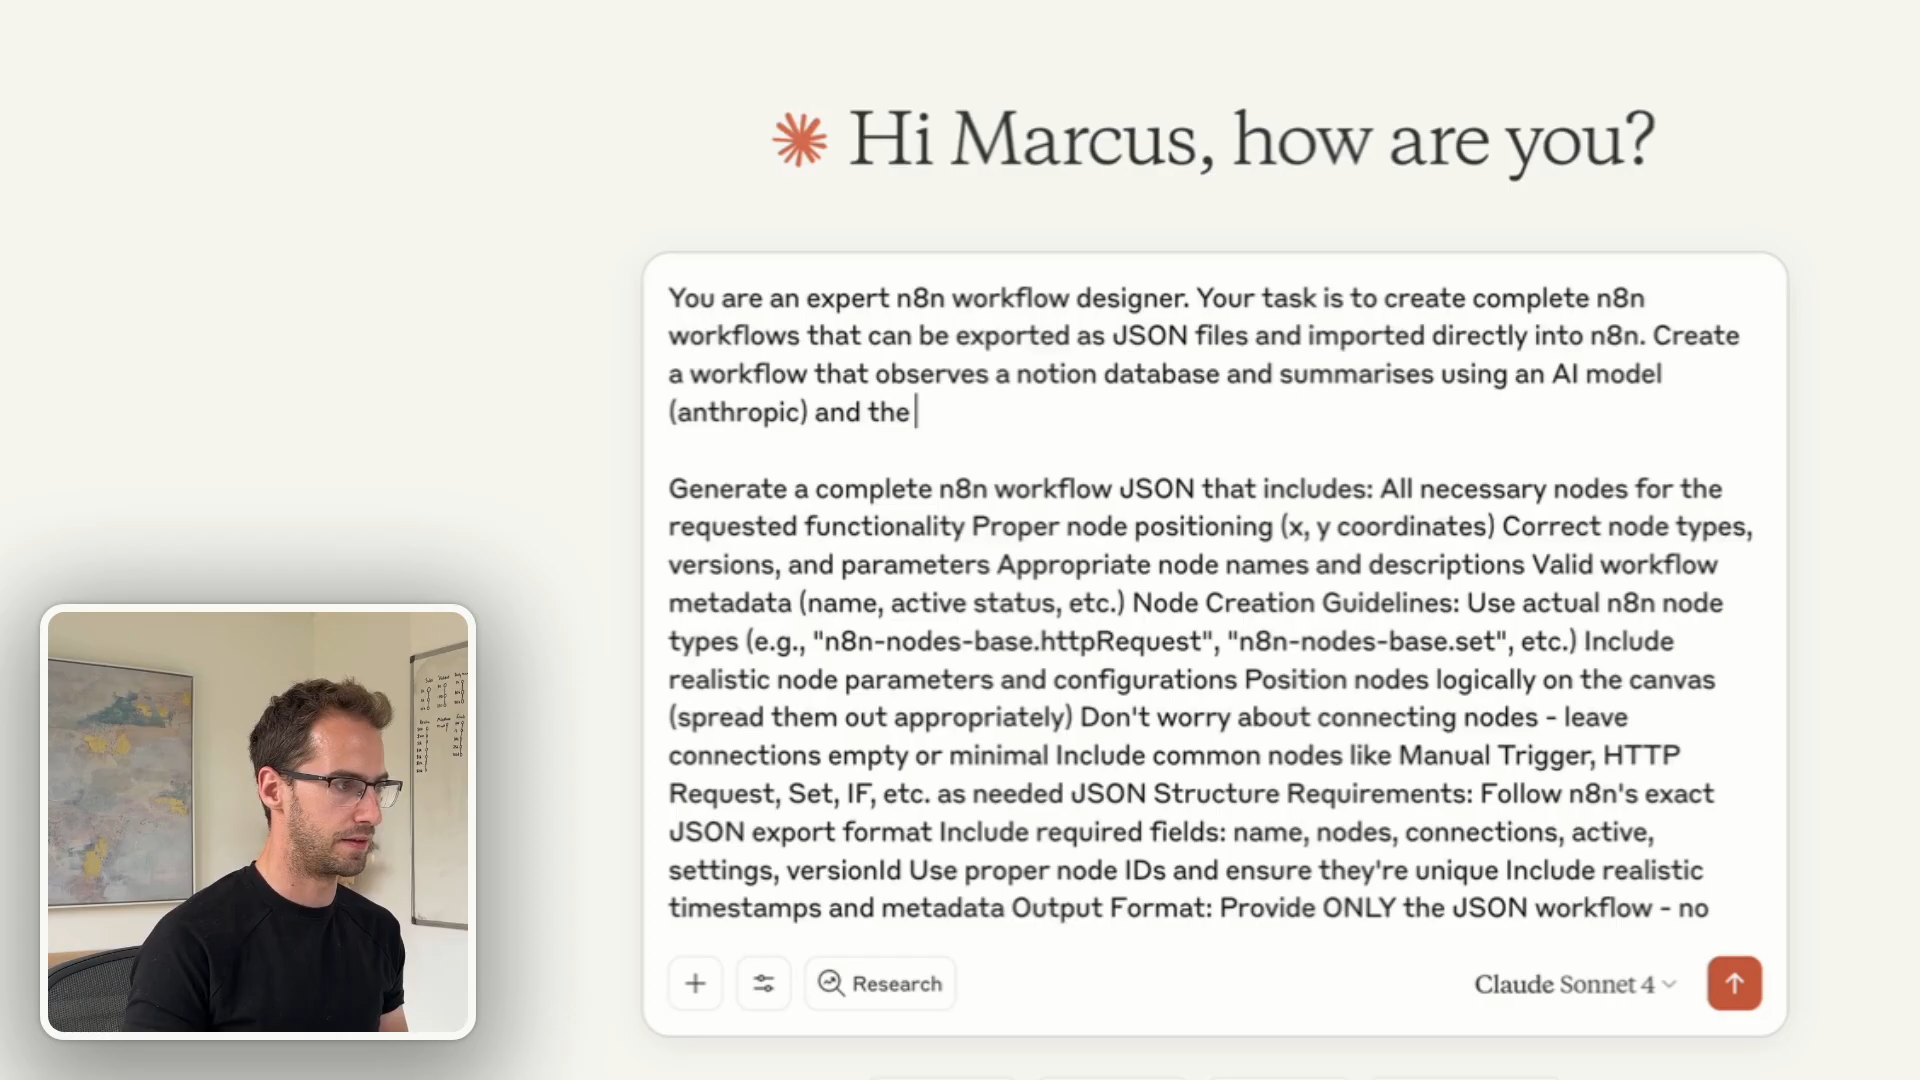 Hi Marcus, how are you?
You are an expert n8n workflow designer. Your task is to create complete n8n
workflows that can be exported as JSON files and imported directly into n8n. Create
a workflow that observes a notion database and summarises using an AI model
(anthropic) and the
Generate a complete n8n workflow JSON that includes: All necessary nodes for the
requested functionality Proper node positioning (x, y coordinates) Correct node types,
versions, and parameters Appropriate node names and descriptions Valid workflow
metadata (name, active status, etc.) Node Creation Guidelines: Use actual n8n node
types (e.g., "n8n-nodes-base.httpRequest", "n8n-nodes-base.set", etc.) Include
realistic node parameters and configurations Position nodes logically on the canvas
(spread them out appropriately) Don't worry about connecting nodes - leave
connections empty or minimal Include common nodes like Manual Trigger, HTTP
Request, Set, IF, etc. as needed JSON Structure Requirements: Follow n8n's exact
JSON export format Include required fields: name, nodes, connections, active,
settings, versionId Use proper node IDs and ensure they're unique Include realistic
timestamps and metadata Output Format: Provide ONLY the JSON workflow - no
Research
Claude Sonnet 4